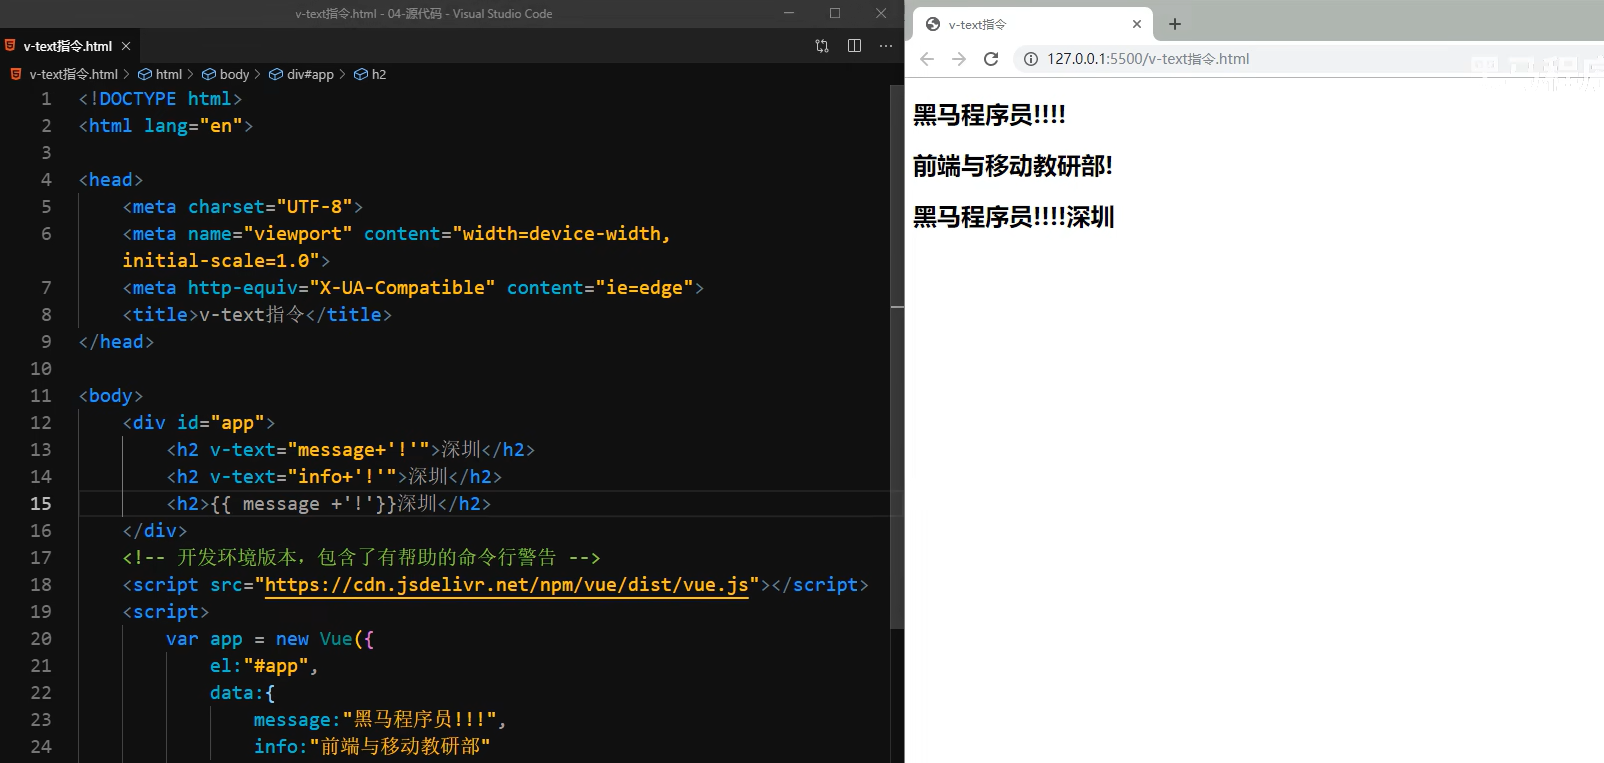 v-text指令.html - 04-源代码 - Visual Studio Code
v-text指令.html
v-text指令.html > html > body > div#app > h2
1 <!DOCTYPE html>
2 <html lang="en">
3
4 <head>
5 <meta charset="UTF-8">
6 <meta name="viewport" content="width=device-width,
initial-scale=1.0">
7 <meta http-equiv="X-UA-Compatible" content="ie=edge">
8 <title>v-text指令</title>
9 </head>
10
11 <body>
12 <div id="app">
13 <h2 v-text="message+'!'">深圳</h2>
14 <h2 v-text="info+'!'">深圳</h2>
15 <h2>{{ message +'!'}}深圳</h2>
16 </div>
17 <!-- 开发环境版本，包含了有帮助的命令行警告 -->
18 <script src="https://cdn.jsdelivr.net/npm/vue/dist/vue.js"></script>
19 <script>
20 var app = new Vue({
21 el:"#app",
22 data:{
23 message:"黑马程序员!!!",
24 info:"前端与移动教研部"
v-text指令
127.0.0.1:5500/v-text指令.html
黑马程序员!!!!
前端与移动教研部!
黑马程序员!!!!深圳